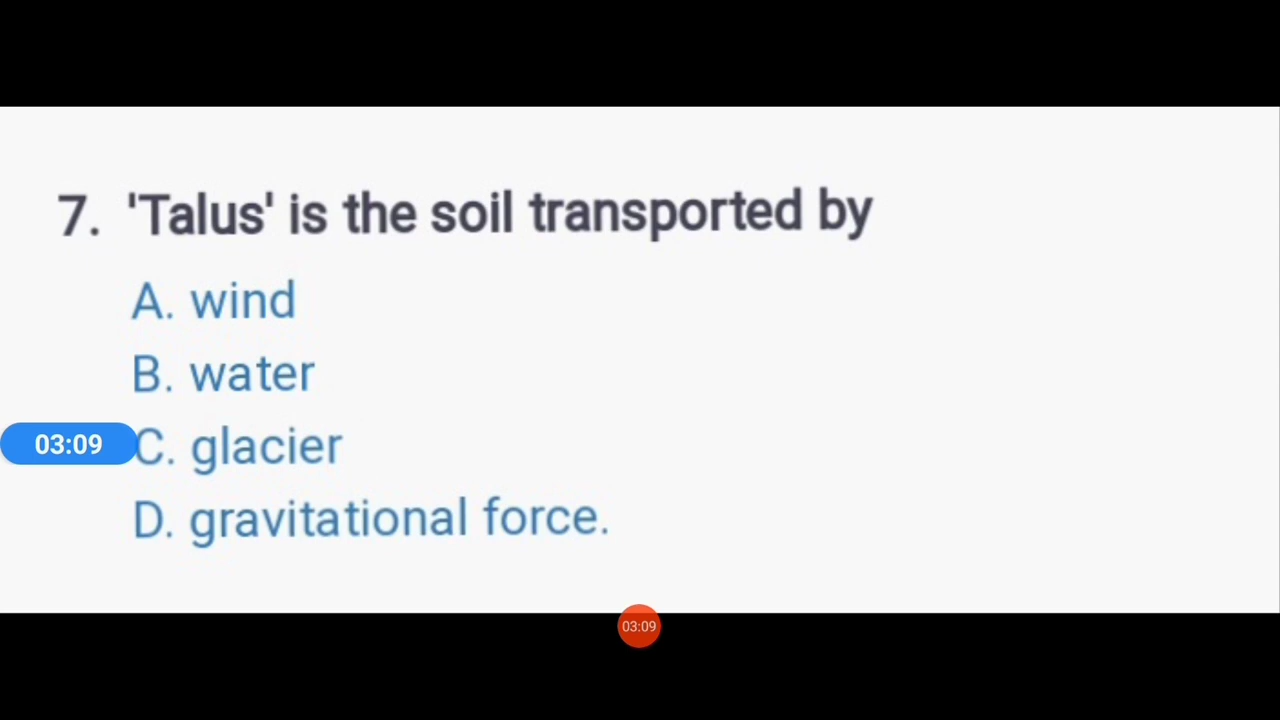 7. 'Talus' is the soil transported by
A. wind
B. water
03:09 C. glacier
D. gravitational force.
03:09